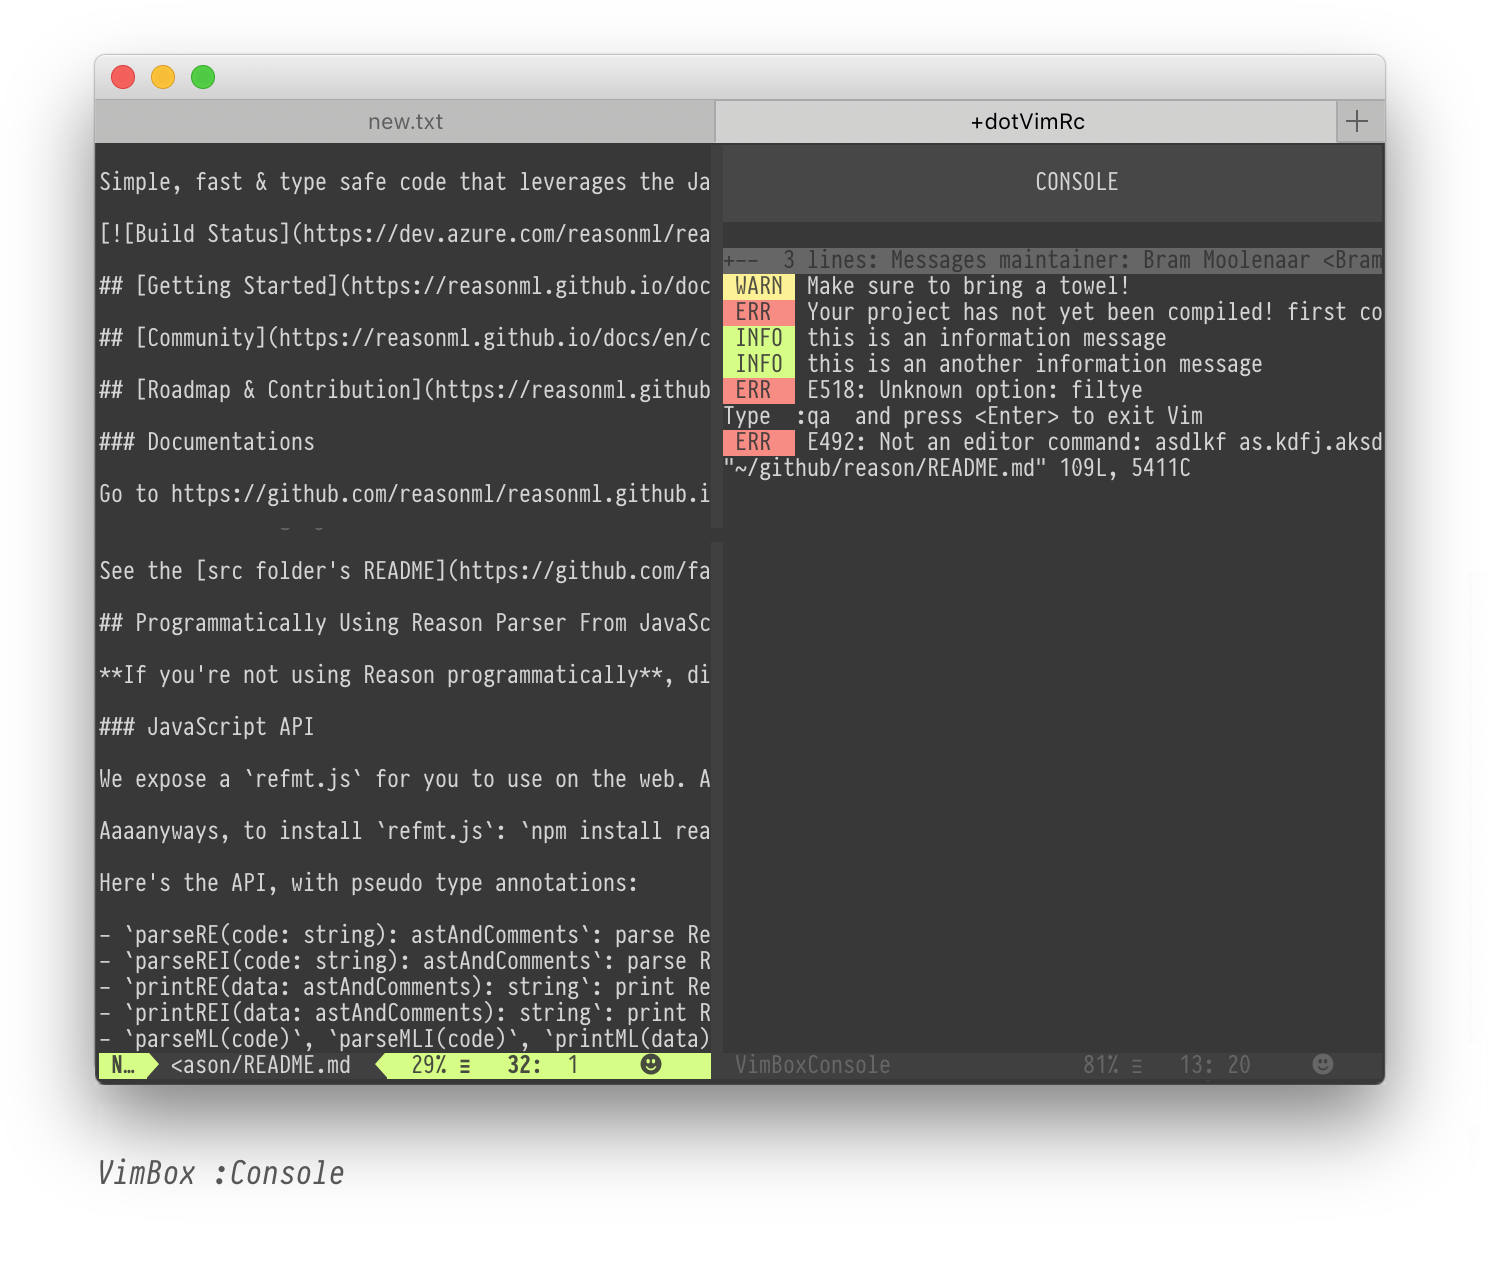 new.txt
+dotVimRc
Simple, fast & type safe code that leverages the Ja
[![Build Status](https://dev.azure.com/reasonml/rea
## [Getting Started](https://reasonml.github.io/doc
## [Community](https://reasonml.github.io/docs/en/c
## [Roadmap & Contribution](https://reasonml.github
### Documentations
Go to https://github.com/reasonml/reasonml.github.i
See the [src folder's README](https://github.com/fa
## Programmatically Using Reason Parser From JavaSc
**If you're not using Reason programmatically**, di
### JavaScript API
We expose a `refmt.js` for you to use on the web. A
Aaaanyways, to install `refmt.js`: `npm install rea
Here's the API, with pseudo type annotations:
- `parseRE(code: string): astAndComments`: parse Re
- `parseREI(code: string): astAndComments`: parse R
- `printRE(data: astAndComments): string`: print Re
- `printREI(data: astAndComments): string`: print R
- `parseML(code)`, `parseMLI(code)`, `printML(data)
N… <ason/README.md 29% ≡ 32: 1 ☻
CONSOLE
+-- 3 lines: Messages maintainer: Bram Moolenaar <Bram
WARN Make sure to bring a towel!
ERR Your project has not yet been compiled! first co
INFO this is an information message
INFO this is an another information message
ERR E518: Unknown option: filtye
Type :qa and press <Enter> to exit Vim
ERR E492: Not an editor command: asdlkf as.kdfj.aksd
"~/github/reason/README.md" 109L, 5411C
VimBoxConsole 81% ≡ 13: 20 ☻
VimBox :Console